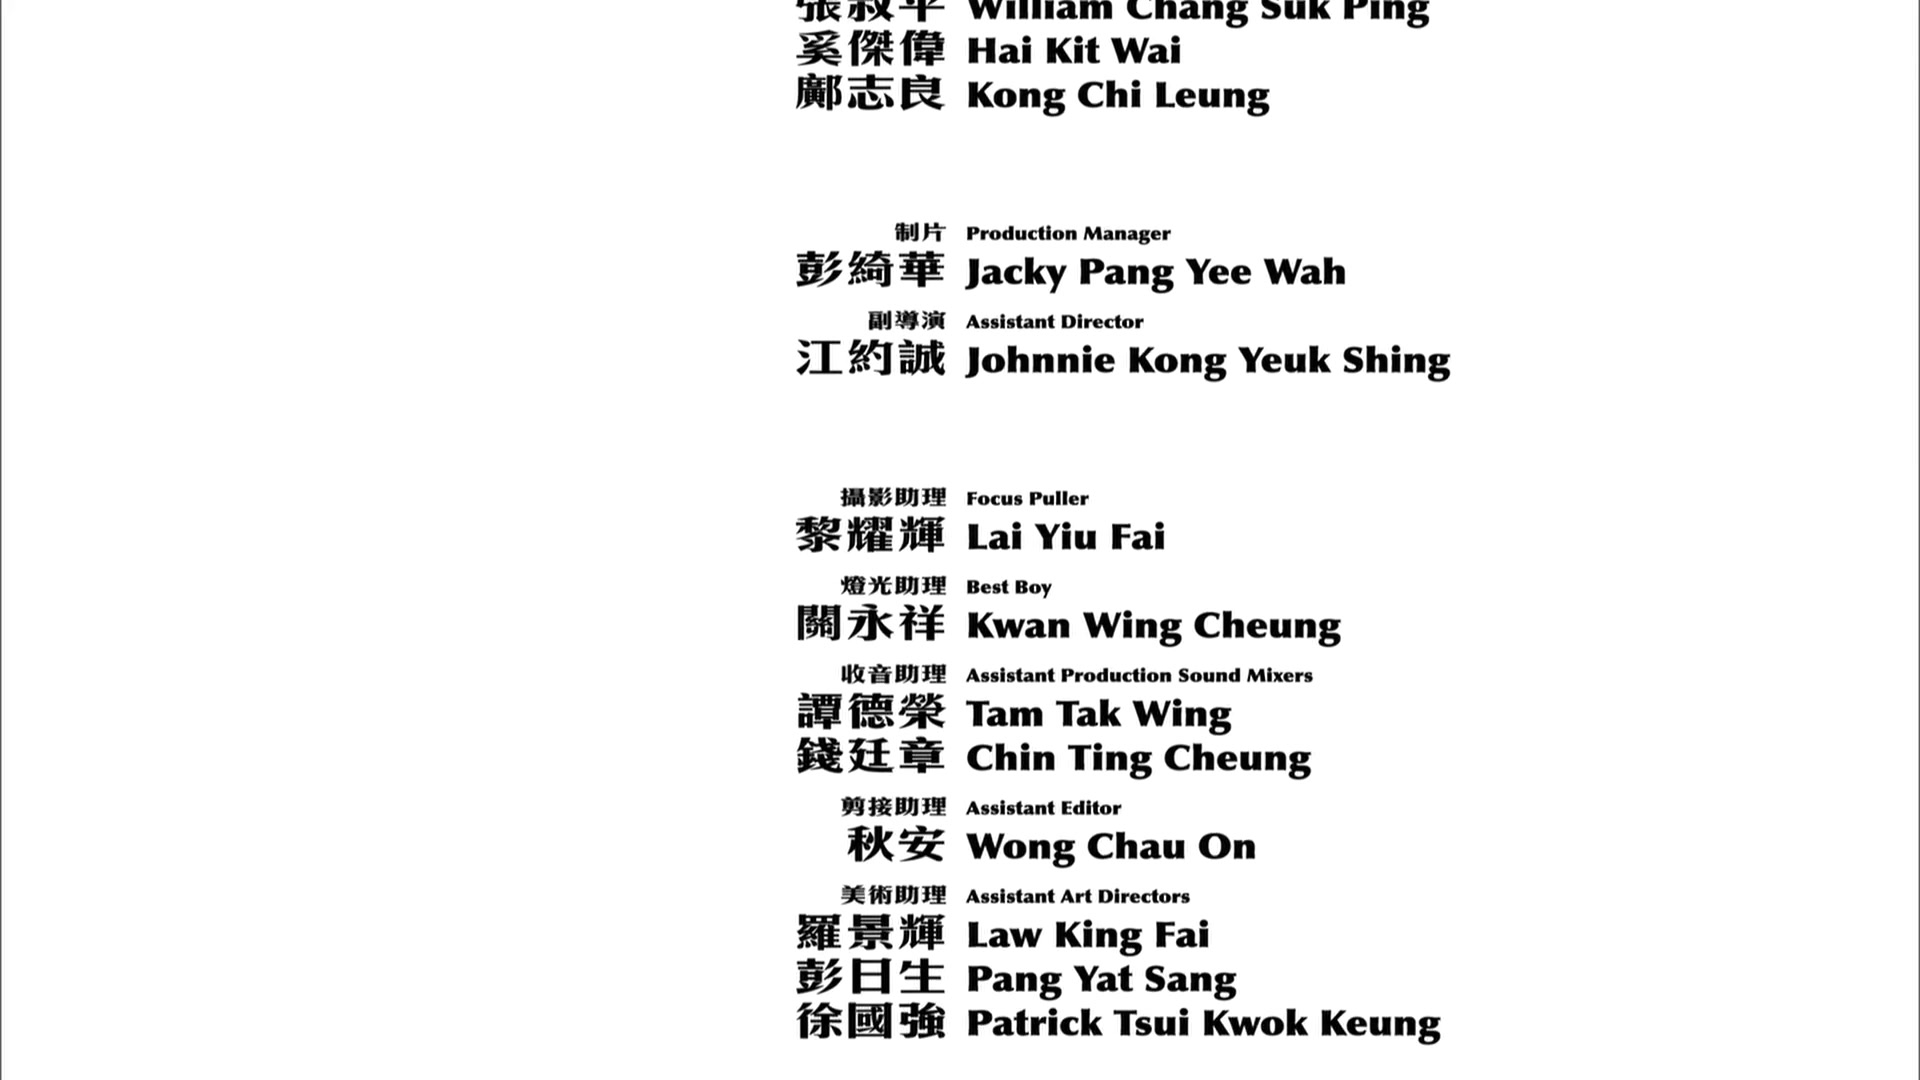 張叔平 William Chang Suk Ping
奚傑偉 Hai Kit Wai
鄺志良 Kong Chi Leung
制片 Production Manager
彭綺華 Jacky Pang Yee Wah
副導演 Assistant Director
江約誠 Johnnie Kong Yeuk Shing
攝影助理 Focus Puller
黎耀輝 Lai Yiu Fai
燈光助理 Best Boy
關永祥 Kwan Wing Cheung
收音助理 Assistant Production Sound Mixers
譚德榮 Tam Tak Wing
錢廷章 Chin Ting Cheung
剪接助理 Assistant Editor
秋安 Wong Chau On
美術助理 Assistant Art Directors
羅景輝 Law King Fai
彭日生 Pang Yat Sang
徐國強 Patrick Tsui Kwok Keung